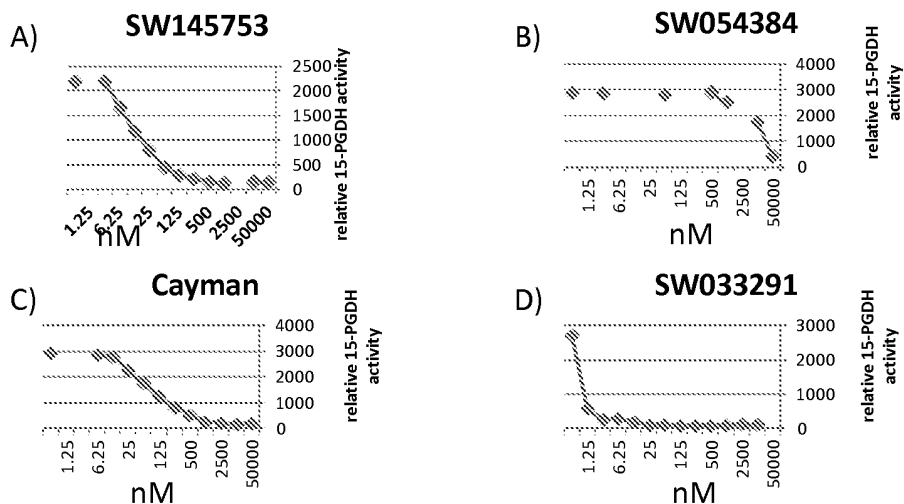 A)
SW145753
2500
2000
1500
1000
500
0
relative 15-PGDH activity
1.25
6.25
25
125
500
2500
50000
nM
B)
SW054384
4000
3000
2000
1000
0
relative 15-PGDH
activity
1.25
6.25
25
125
500
2500
50000
nM
C)
Cayman
4000
3000
2000
1000
0
relative 15-PGDH
activity
1.25
6.25
25
125
500
2500
50000
nM
D)
SW033291
3000
2000
1000
0
relative 15-PGDH
activity
1.25
6.25
25
125
500
2500
50000
nM